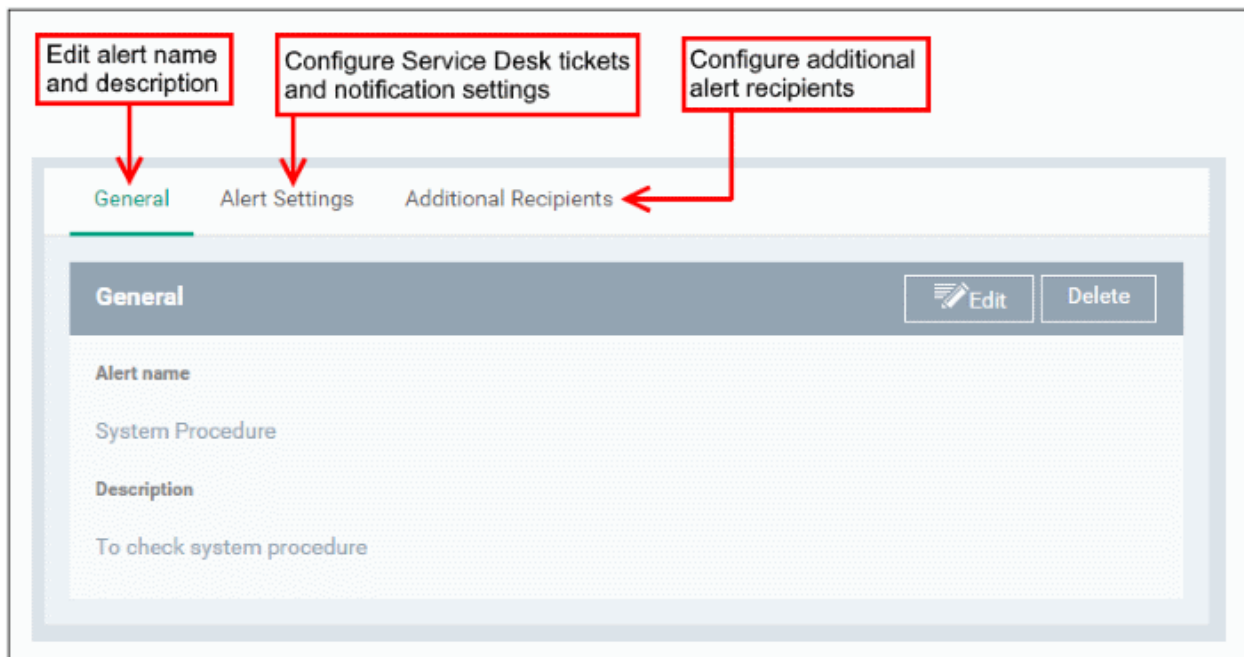 Edit alert name
and description
Configure Service Desk tickets
and notification settings
Configure additional
alert recipients
General
Alert Settings
Additional Recipients
General
Edit
Delete
Alert name
System Procedure
Description
To check system procedure